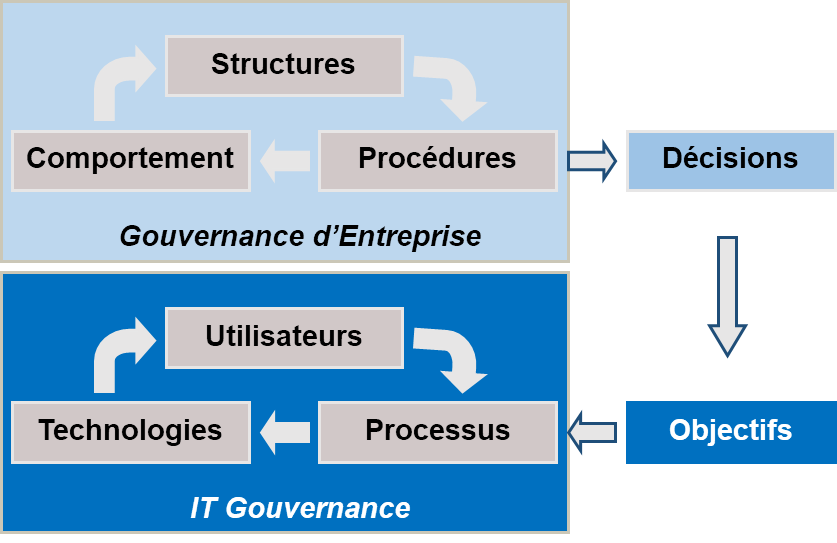 Structures
Comportement
Procédures
Décisions
Gouvernance d’Entreprise
Utilisateurs
Technologies
Processus
Objectifs
IT Gouvernance